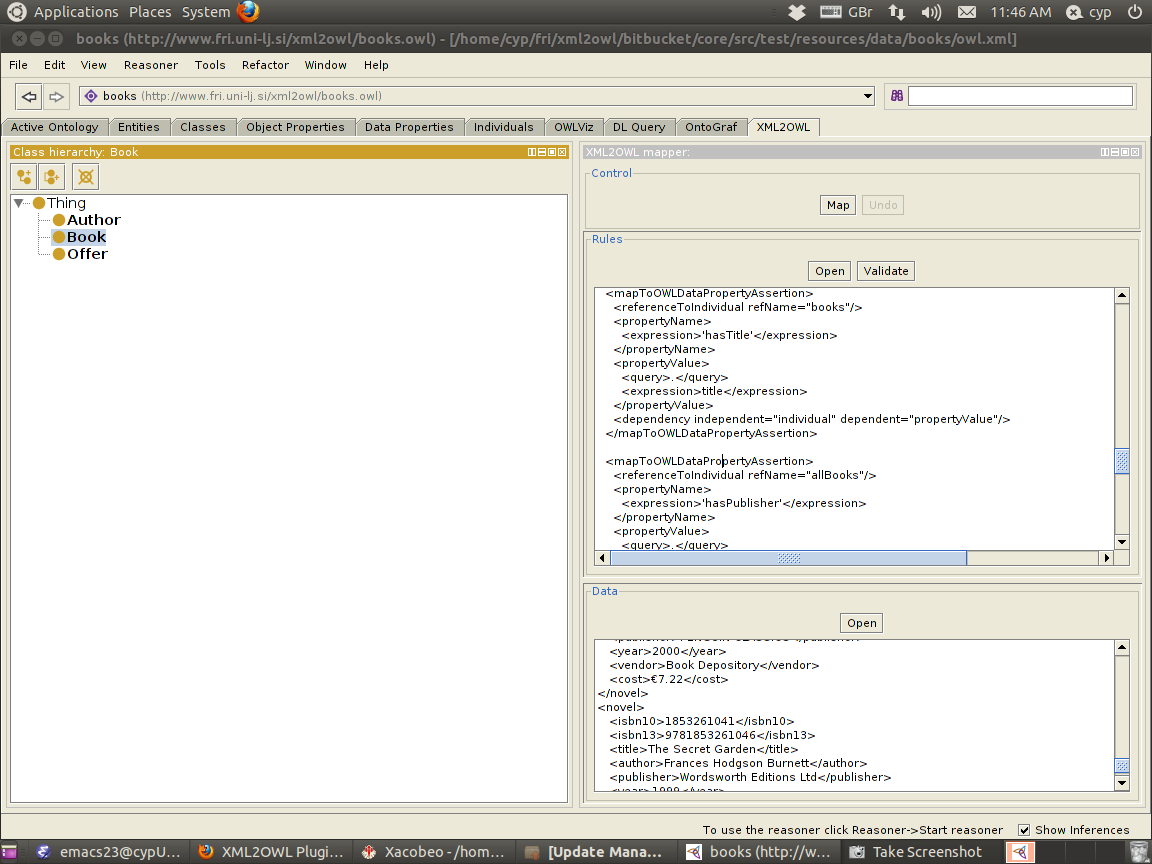 Applications Places System GBr 11:46 AM cyp
books (http://www.fri.uni-lj.si/xml2owl/books.owl) - [/home/cyp/fri/xml2owl/bitbucket/core/src/test/resources/data/books/owl.xml]
File Edit View Reasoner Tools Refactor Window Help
books (http://www.fri.uni-lj.si/xml2owl/books.owl)
Active Ontology Entities Classes Object Properties Data Properties Individuals OWLViz DL Query OntoGraf XML2OWL
Class hierarchy: Book
Thing
Author
Book
Offer
XML2OWL mapper:
Control
Map Undo
Rules
Open Validate
<mapToOWLDataPropertyAssertion>
<referenceToIndividual refName="books"/>
<propertyName>
<expression>'hasTitle'</expression>
</propertyName>
<propertyValue>
<query>.</query>
<expression>title</expression>
</propertyValue>
<dependency independent="individual" dependent="propertyValue"/>
</mapToOWLDataPropertyAssertion>
<mapToOWLDataPropertyAssertion>
<referenceToIndividual refName="allBooks"/>
<propertyName>
<expression>'hasPublisher'</expression>
</propertyName>
<propertyValue>
<query>.</query>
Data
Open
<year>2000</year>
<vendor>Book Depository</vendor>
<cost>€7.22</cost>
</novel>
<novel>
<isbn10>1853261041</isbn10>
<isbn13>9781853261046</isbn13>
<title>The Secret Garden</title>
<author>Frances Hodgson Burnett</author>
<publisher>Wordsworth Editions Ltd</publisher>
<year>1999</year>
To use the reasoner click Reasoner->Start reasoner Show Inferences
emacs23@cypU... XML2OWL Plugi... Xacobeo - /hom... [Update Mana... books (http://w... Take Screenshot